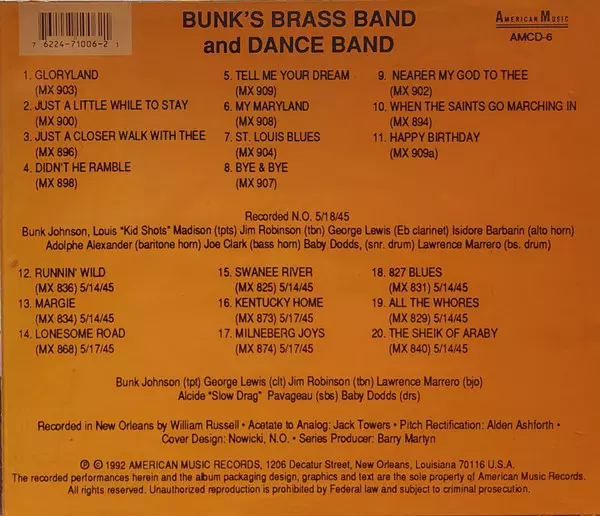 BUNK'S BRASS BAND
and DANCE BAND
AMERICAN MUSIC
AMCD-6
7 62247-71006-2 1
1. GLORYLAND
(MX 903)
2. JUST A LITTLE WHILE TO STAY
(MX 900)
3. JUST A CLOSER WALK WITH THEE
(MX 896)
4. DIDN'T HE RAMBLE
(MX 898)
5. TELL ME YOUR DREAM
(MX 909)
6. MY MARYLAND
(MX 908)
7. ST. LOUIS BLUES
(MX 904)
8. BYE & BYE
(MX 907)
9. NEARER MY GOD TO THEE
(MX 902)
10. WHEN THE SAINTS GO MARCHING IN
(MX 894)
11. HAPPY BIRTHDAY
(MX 909a)
Recorded N.O. 5/18/45
Bunk Johnson, Louis "Kid Shots" Madison (tpts) Jim Robinson (tbn) George Lewis (Eb clarinet) Isidore Barbarin (alto horn)
Adolphe Alexander (baritone horn) Joe Clark (bass horn) Baby Dodds, (snr. drum) Lawrence Marrero (bs. drum)
12. RUNNIN' WILD
(MX 836) 5/14/45
13. MARGIE
(MX 834) 5/14/45
14. LONESOME ROAD
(MX 868) 5/17/45
15. SWANEE RIVER
(MX 825) 5/14/45
16. KENTUCKY HOME
(MX 873) 5/17/45
17. MILNEBERG JOYS
(MX 874) 5/17/45
18. 827 BLUES
(MX 831) 5/14/45
19. ALL THE WHORES
(MX 829) 5/14/45
20. THE SHEIK OF ARABY
(MX 840) 5/14/45
Bunk Johnson (tpt) George Lewis (clt) Jim Robinson (tbn) Lawrence Marrero (bjo)
Alcide "Slow Drag" Pavageau (sbs) Baby Dodds (drs)
Recorded in New Orleans by William Russell • Acetate to Analog: Jack Towers • Pitch Rectification: Alden Ashforth •
Cover Design: Nowicki, N.O. • Series Producer: Barry Martyn
℗ © 1992 AMERICAN MUSIC RECORDS, 1206 Decatur Street, New Orleans, Louisiana 70116 U.S.A.
The recorded performances herein and the album packaging design, graphics and text are the sole property of American Music Records.
All rights reserved. Unauthorized reproduction is prohibited by Federal law and subject to criminal prosecution.